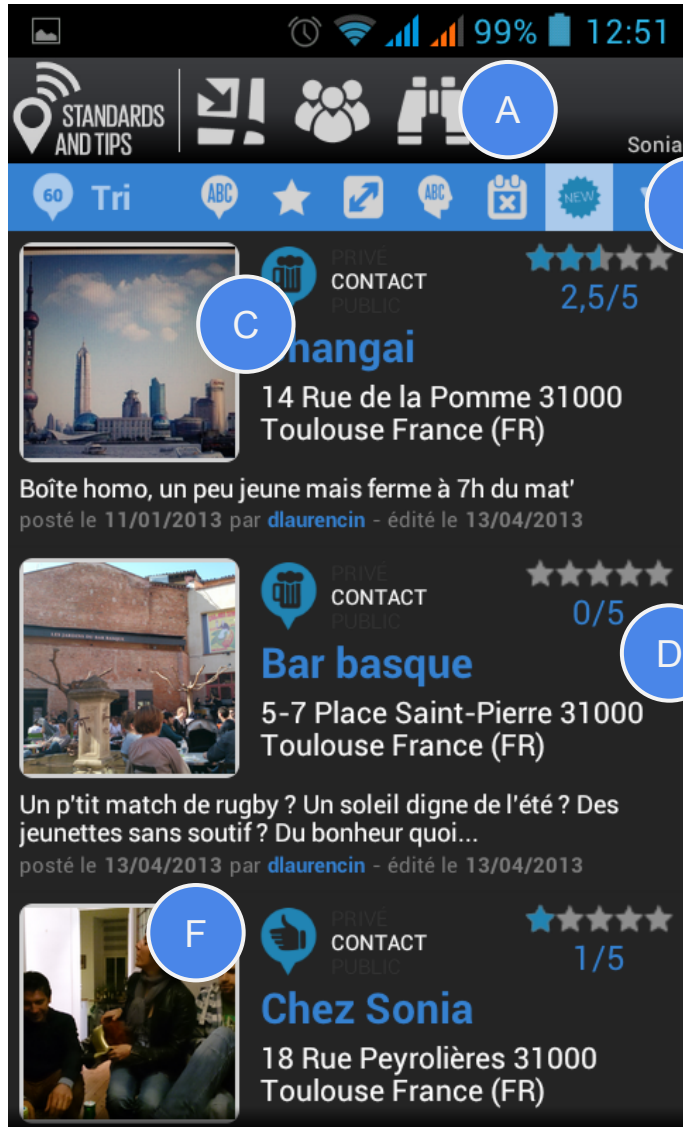 99% 12:51
STANDARDS
AND TIPS
A
Sonia
60 Tri ABC ABC NEW
PRIVÉ
CONTACT
PUBLIC
2,5/5
C
hangai
14 Rue de la Pomme 31000
Toulouse France (FR)
Boîte homo, un peu jeune mais ferme à 7h du mat'
posté le 11/01/2013 par dlaurencin - édité le 13/04/2013
LES JARDINS DU BAR BASQUE
PRIVÉ
CONTACT
PUBLIC
0/5
D
Bar basque
5-7 Place Saint-Pierre 31000
Toulouse France (FR)
Un p'tit match de rugby ? Un soleil digne de l'été ? Des
jeunettes sans soutif ? Du bonheur quoi...
posté le 13/04/2013 par dlaurencin - édité le 13/04/2013
F
PRIVÉ
CONTACT
PUBLIC
1/5
Chez Sonia
18 Rue Peyrolières 31000
Toulouse France (FR)